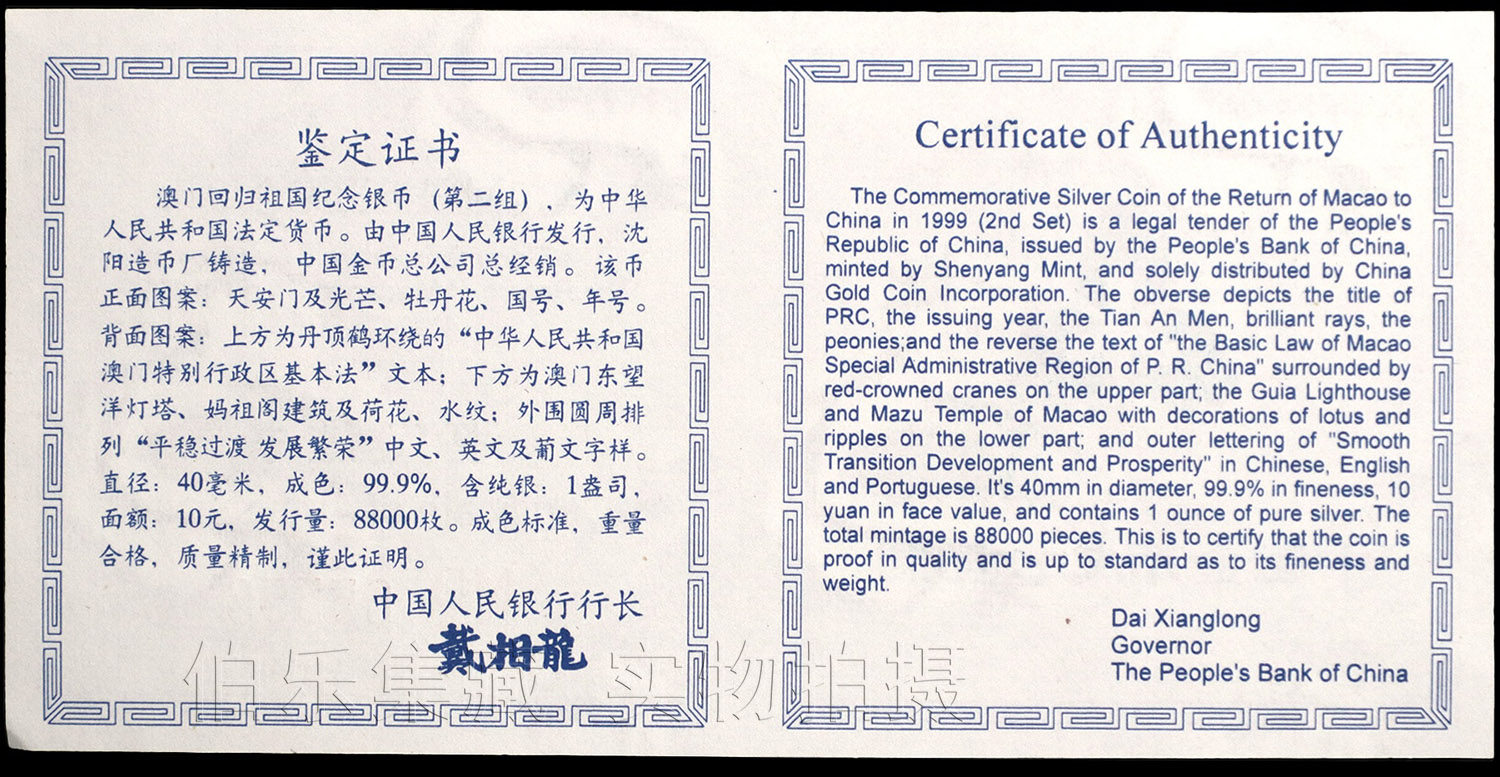 鉴定证书
澳门回归祖国纪念银币（第二组），为中华
人民共和国法定货币。由中国人民银行发行，沈
阳造币厂铸造，中国金币总公司总经销。该币
正面图案：天安门及光芒、牡丹花、国号、年号。
背面图案：上方为丹顶鹤环绕的“中华人民共和国
澳门特别行政区基本法”文本；下方为澳门东望
洋灯塔、妈祖阁建筑及荷花、水纹；外围圆周排
列“平稳过渡 发展繁荣”中文、英文及葡文字样。
直径：40毫米，成色：99.9%，含纯银：1盎司，
面额：10元，发行量：88000枚。成色标准，重量
合格，质量精制，谨此证明。
中国人民银行行长
戴相龍
Certificate of Authenticity
The Commemorative Silver Coin of the Return of Macao to
China in 1999 (2nd Set) is a legal tender of the People's
Republic of China, issued by the People's Bank of China,
minted by Shenyang Mint, and solely distributed by China
Gold Coin Incorporation. The obverse depicts the title of
PRC, the issuing year, the Tian An Men, brilliant rays, the
peonies;and the reverse the text of "the Basic Law of Macao
Special Administrative Region of P. R. China" surrounded by
red-crowned cranes on the upper part; the Guia Lighthouse
and Mazu Temple of Macao with decorations of lotus and
ripples on the lower part; and outer lettering of "Smooth
Transition Development and Prosperity" in Chinese, English
and Portuguese. It's 40mm in diameter, 99.9% in fineness, 10
yuan in face value, and contains 1 ounce of pure silver. The
total mintage is 88000 pieces. This is to certify that the coin is
proof in quality and is up to standard as to its fineness and
weight.
Dai Xianglong
Governor
The People's Bank of China
伯乐集藏 实物拍摄